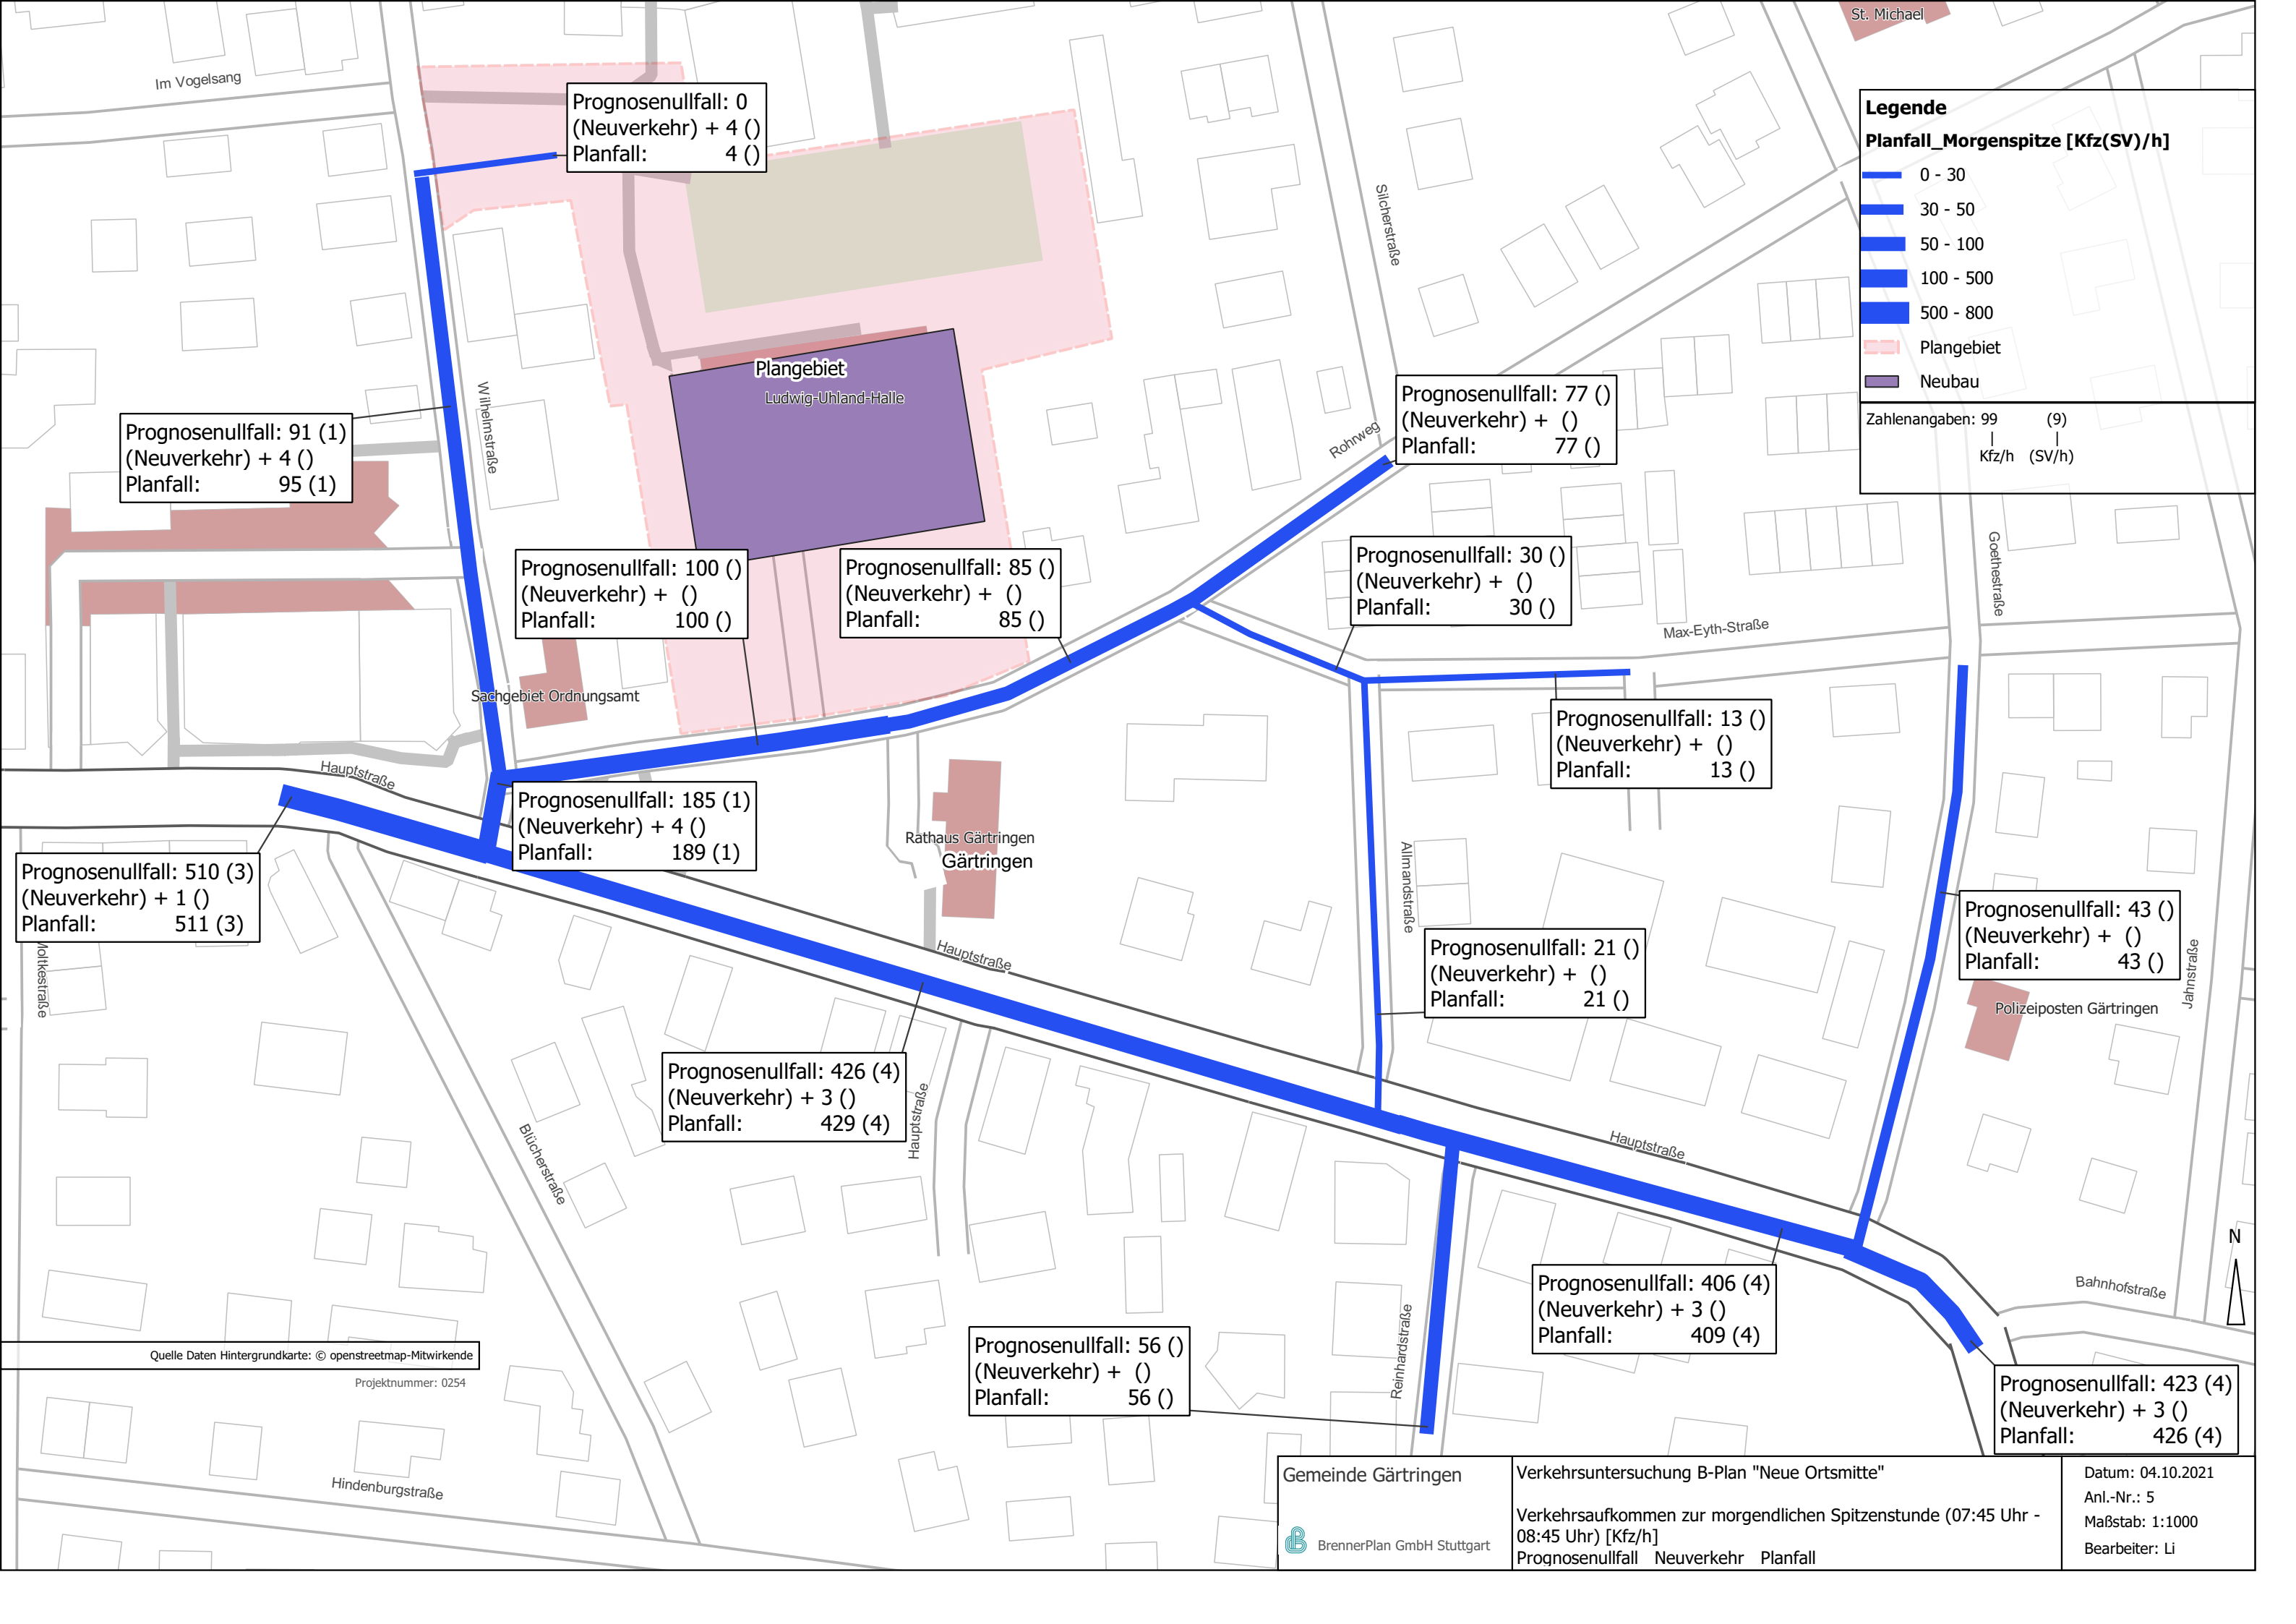 St. Michael
Im Vogelsang
Prognosenullfall: 0
(Neuverkehr) + 4 ()
Planfall: 4 ()
Legende
Planfall_Morgenspitze [Kfz(SV)/h]
0 - 30
30 - 50
50 - 100
100 - 500
500 - 800
Plangebiet
Neubau
Zahlenangaben: 99 (9)
Kfz/h (SV/h)
Silcherstraße
Wilhelmstraße
Plangebiet
Ludwig-Uhland-Halle
Rohrweg
Prognosenullfall: 77 ()
(Neuverkehr) + ()
Planfall: 77 ()
Prognosenullfall: 91 (1)
(Neuverkehr) + 4 ()
Planfall: 95 (1)
Prognosenullfall: 100 ()
(Neuverkehr) + ()
Planfall: 100 ()
Prognosenullfall: 85 ()
(Neuverkehr) + ()
Planfall: 85 ()
Prognosenullfall: 30 ()
(Neuverkehr) + ()
Planfall: 30 ()
Goethestraße
Max-Eyth-Straße
Sachgebiet Ordnungsamt
Prognosenullfall: 13 ()
(Neuverkehr) + ()
Planfall: 13 ()
Hauptstraße
Prognosenullfall: 185 (1)
(Neuverkehr) + 4 ()
Planfall: 189 (1)
Rathaus Gärtringen
Gärtringen
Allmandstraße
Prognosenullfall: 510 (3)
(Neuverkehr) + 1 ()
Planfall: 511 (3)
Moltkestraße
Hauptstraße
Prognosenullfall: 21 ()
(Neuverkehr) + ()
Planfall: 21 ()
Prognosenullfall: 43 ()
(Neuverkehr) + ()
Planfall: 43 ()
Jahnstraße
Polizeiposten Gärtringen
Prognosenullfall: 426 (4)
(Neuverkehr) + 3 ()
Planfall: 429 (4)
Hauptstraße
Blücherstraße
Hauptstraße
N
Bahnhofstraße
Prognosenullfall: 406 (4)
(Neuverkehr) + 3 ()
Planfall: 409 (4)
Reinhardstraße
Prognosenullfall: 56 ()
(Neuverkehr) + ()
Planfall: 56 ()
Quelle Daten Hintergrundkarte: © openstreetmap-Mitwirkende
Projektnummer: 0254
Prognosenullfall: 423 (4)
(Neuverkehr) + 3 ()
Planfall: 426 (4)
Hindenburgstraße
Gemeinde Gärtringen
BrennerPlan GmbH Stuttgart
Verkehrsuntersuchung B-Plan "Neue Ortsmitte"
Verkehrsaufkommen zur morgendlichen Spitzenstunde (07:45 Uhr -
08:45 Uhr) [Kfz/h]
Prognosenullfall Neuverkehr Planfall
Datum: 04.10.2021
Anl.-Nr.: 5
Maßstab: 1:1000
Bearbeiter: Li